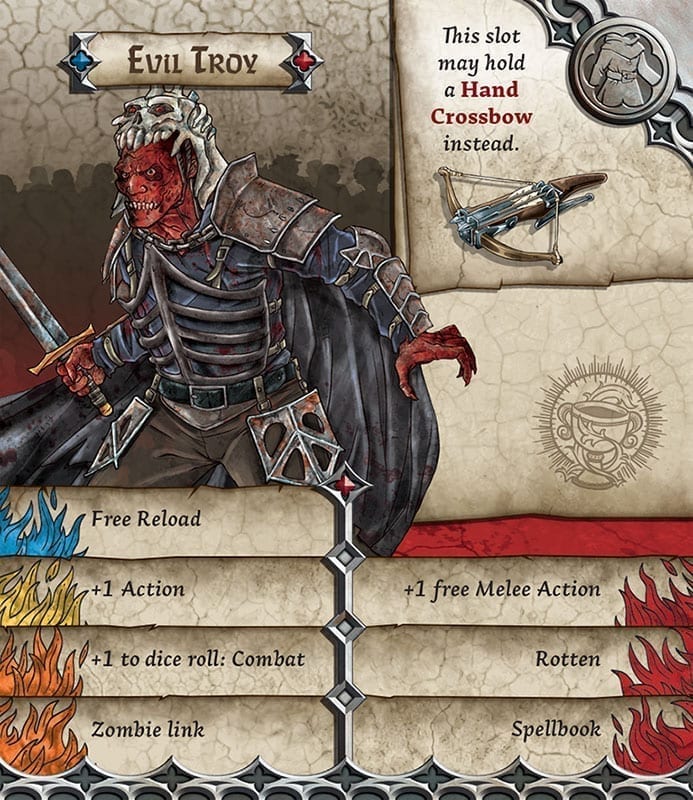 Evil Troy
This slot
may hold
a Hand
Crossbow
instead.
Free Reload
+1 Action
+1 free Melee Action
+1 to dice roll: Combat
Rotten
Zombie link
Spellbook